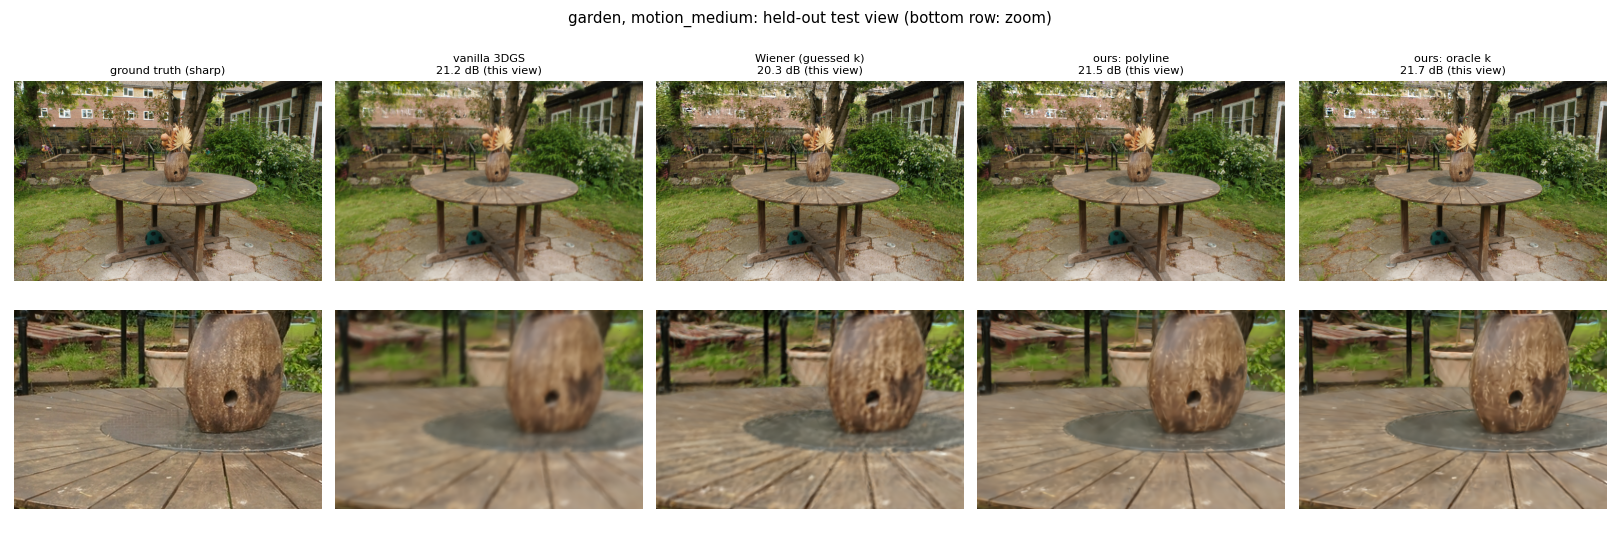 garden, motion_medium: held-out test view (bottom row: zoom)
ground truth (sharp)
vanilla 3DGS
21.2 dB (this view)
Wiener (guessed k)
20.3 dB (this view)
ours: polyline
21.5 dB (this view)
ours: oracle k
21.7 dB (this view)